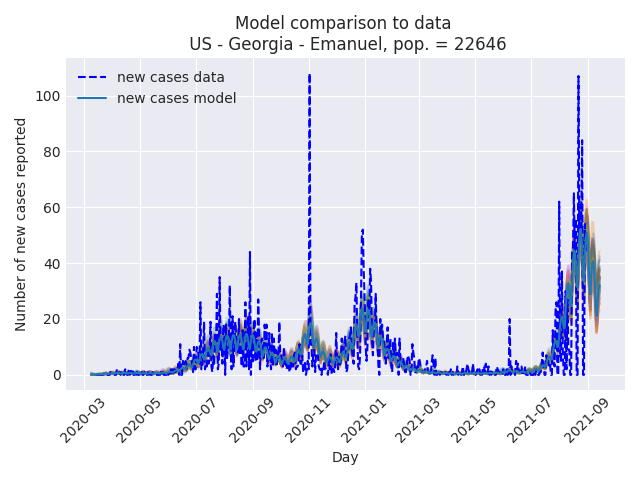 Model comparison to data
US - Georgia - Emanuel, pop. = 22646
new cases data
new cases model
Number of new cases reported
100
80
60
40
20
0
2020-03
2020-05
2020-07
2020-09
2020-11
2021-01
2021-03
2021-05
2021-07
2021-09
Day